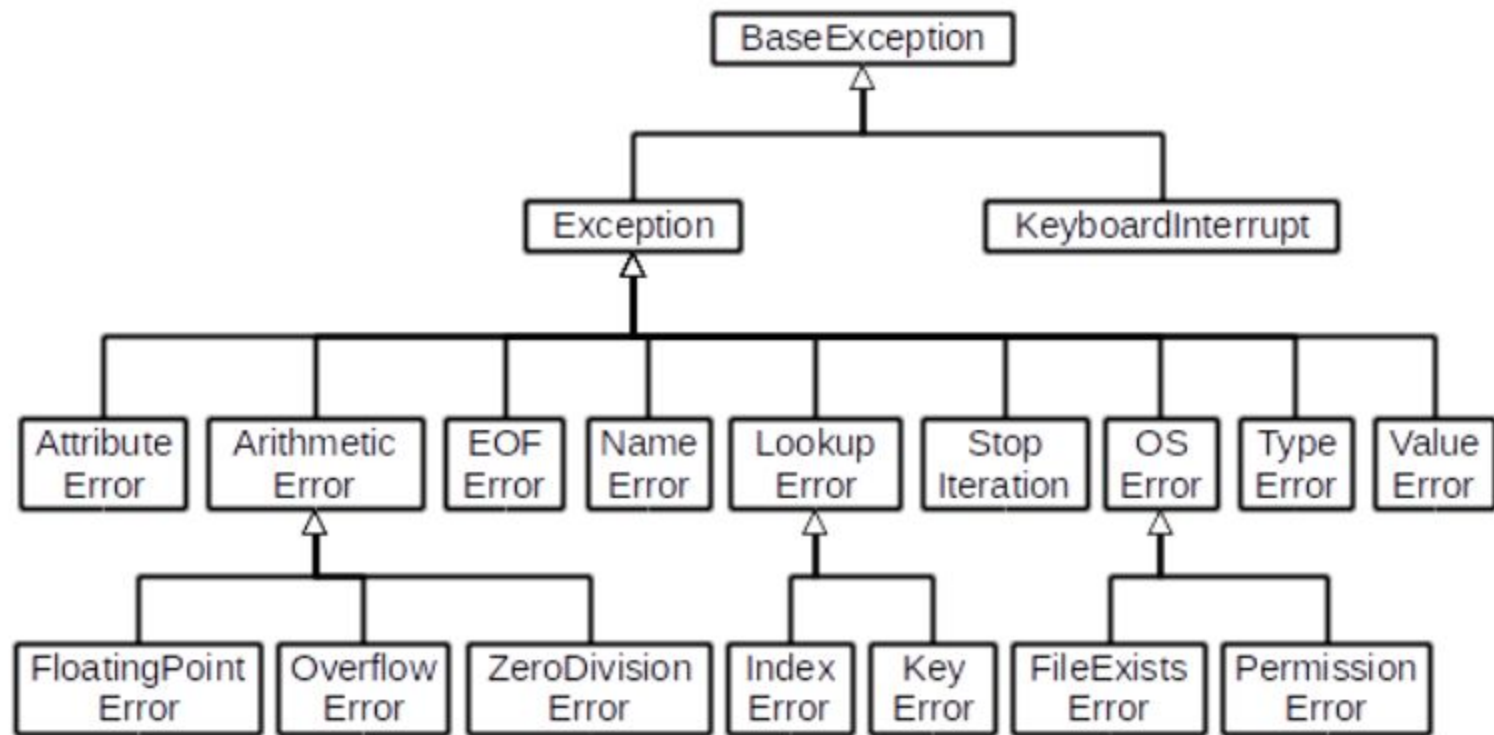 BaseException
Exception
KeyboardInterrupt
Attribute
Error
Arithmetic
Error
EOF
Error
Name
Error
Lookup
Error
Stop
Iteration
OS
Error
Type
Error
Value
Error
FloatingPoint
Error
Overflow
Error
ZeroDivision
Error
Index
Error
Key
Error
FileExists
Error
Permission
Error